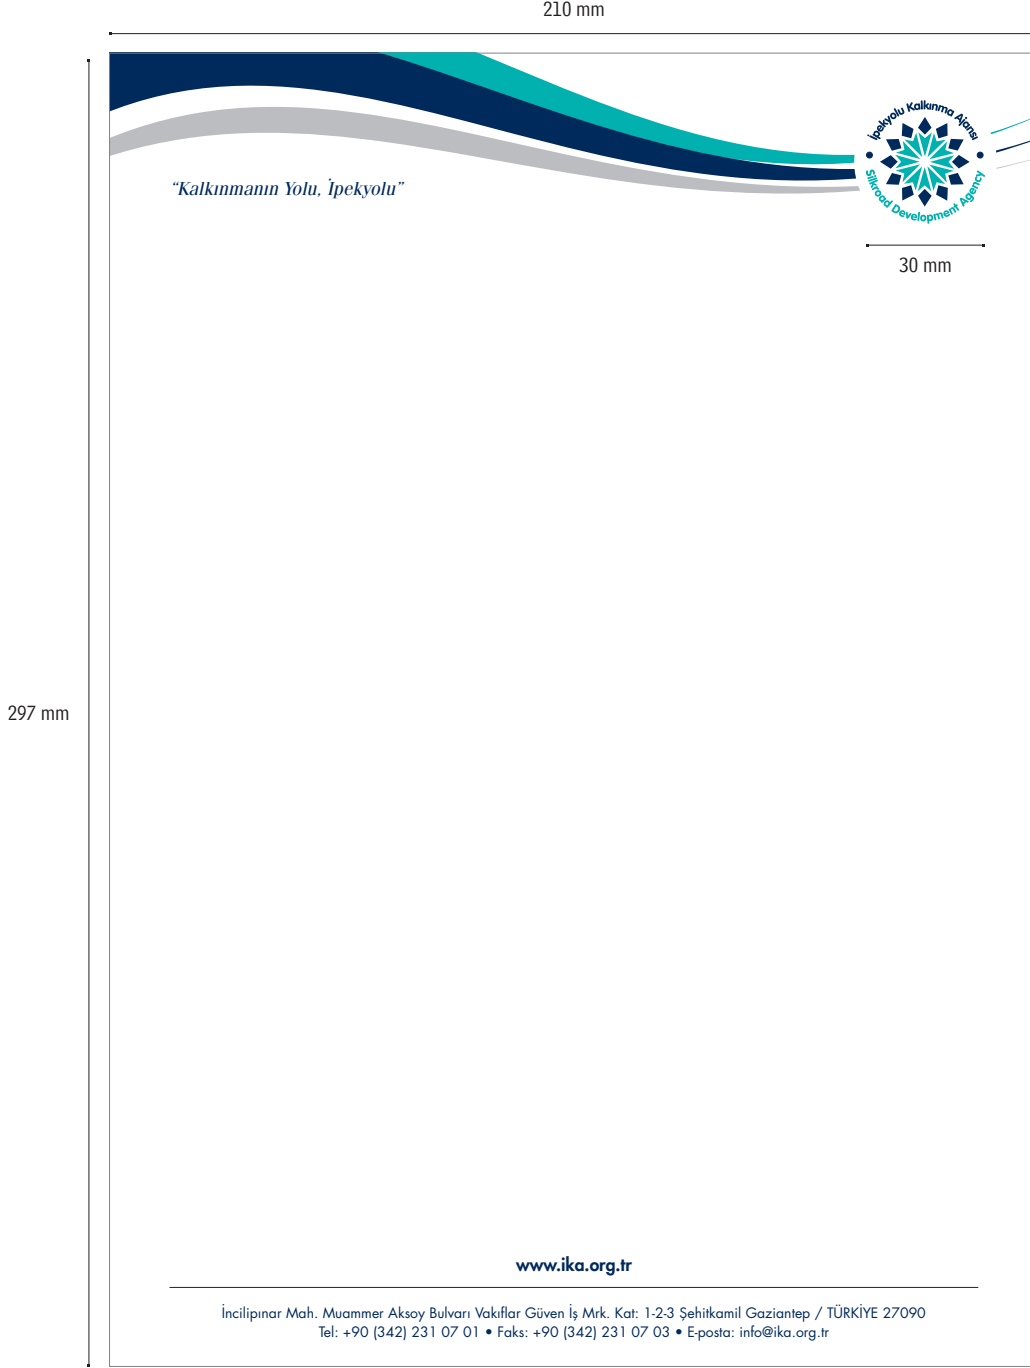 210 mm
İpekyolu Kalkınma Ajansı
Silkroad Development Agency
“Kalkınmanın Yolu, İpekyolu”
30 mm
297 mm
www.ika.org.tr
İncilipınar Mah. Muammer Aksoy Bulvarı Vakıflar Güven İş Mrk. Kat: 1-2-3 Şehitkamil Gaziantep / TÜRKİYE 27090
Tel: +90 (342) 231 07 01 • Faks: +90 (342) 231 07 03 • E-posta: info@ika.org.tr